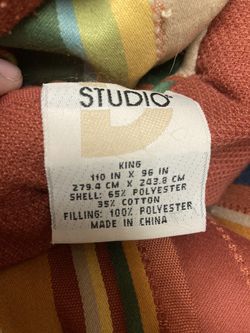 STUDIO
D
KING
110 IN X 96 IN
279.4 CM X 243.8 CM
SHELL: 65% POLYESTER
35% COTTON
FILLING: 100% POLYESTER
MADE IN CHINA